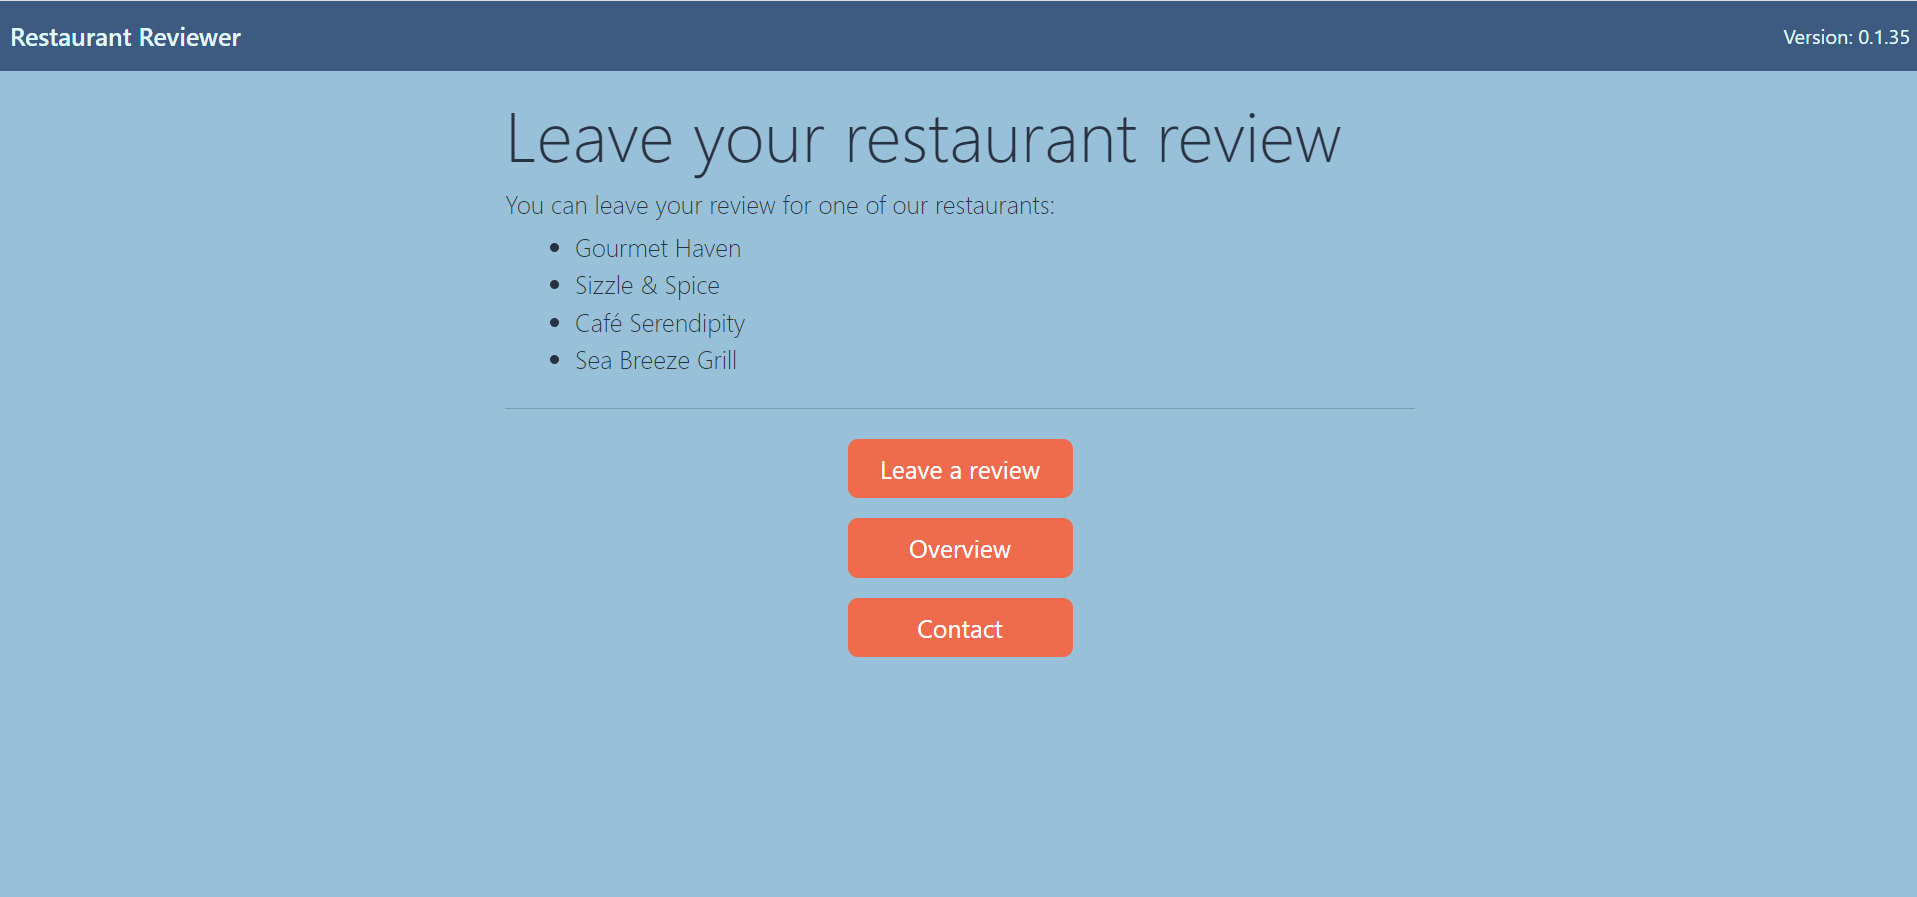 Restaurant Reviewer
Version: 0.1.35
Leave your restaurant review
You can leave your review for one of our restaurants:
Gourmet Haven
Sizzle & Spice
Café Serendipity
Sea Breeze Grill
Leave a review
Overview
Contact